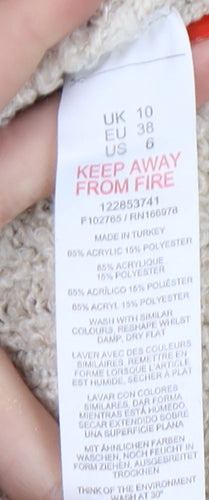 UK 10
EU 38
US 6
KEEP AWAY
FROM FIRE
122853741
F102765 / RN166978
MADE IN TURKEY
85% ACRYLIC 15% POLYESTER
85% ACRYLIQUE
15% POLYESTER
85% ACRÍLICO 15% POLIÉSTER
85% ACRYL 15% POLYESTER
WASH WITH SIMILAR
COLOURS, RESHAPE WHILST
DAMP, DRY FLAT
LAVER AVEC DES COULEURS
SIMILAIRES, REMETTRE EN
FORME LORSQUE L'ARTICLE
EST HUMIDE, SÉCHER À PLAT
LAVAR CON COLORES
SIMILARES, DAR FORMA
MIENTRAS ESTÁ HÚMEDO,
SECAR EXTENDIDO SOBRE
UNA SUPERFICIE PLANA
MIT ÄHNLICHEN FARBEN
WASCHEN, NOCH FEUCHT IN
FORM ZIEHEN, AUSGEBREITET
TROCKNEN
THINK OF THE ENVIRONMENT
WASH AT 30°